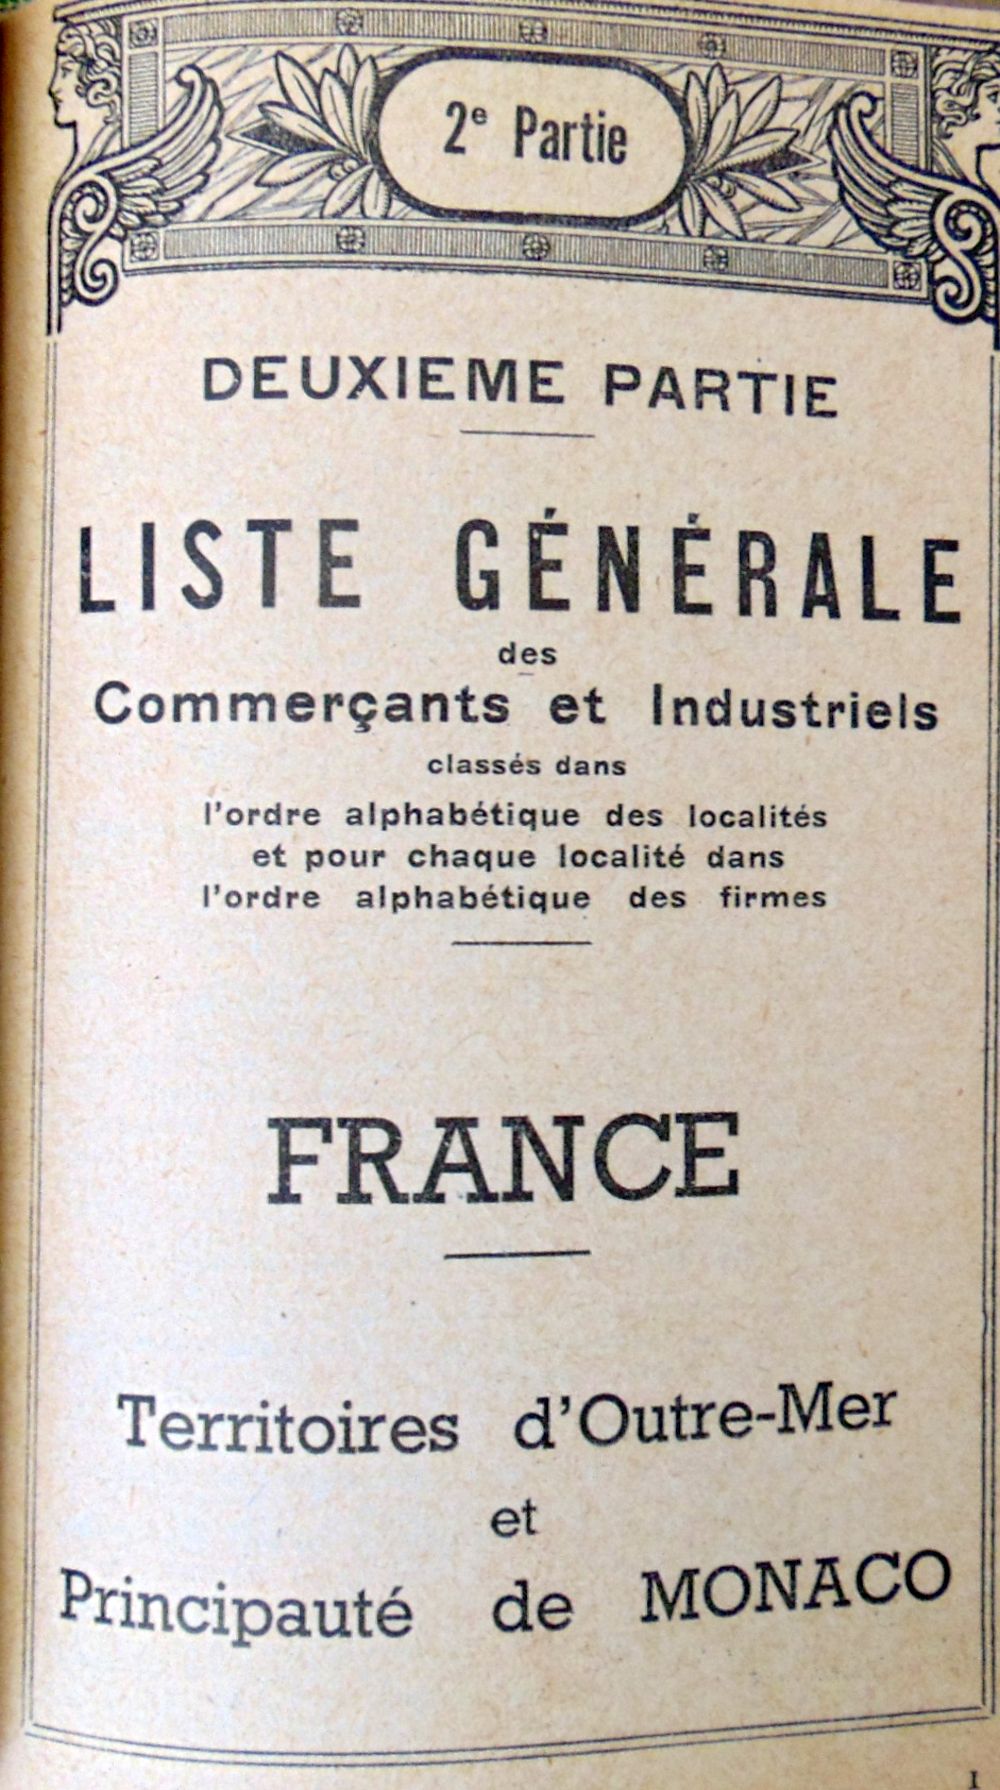 2e Partie
DEUXIEME PARTIE
LISTE GÉNÉRALE
des
Commerçants et Industriels
classés dans
l'ordre alphabétique des localités
et pour chaque localité dans
l'ordre alphabétique des firmes
FRANCE
Territoires d'Outre-Mer
et
Principauté de MONACO
1